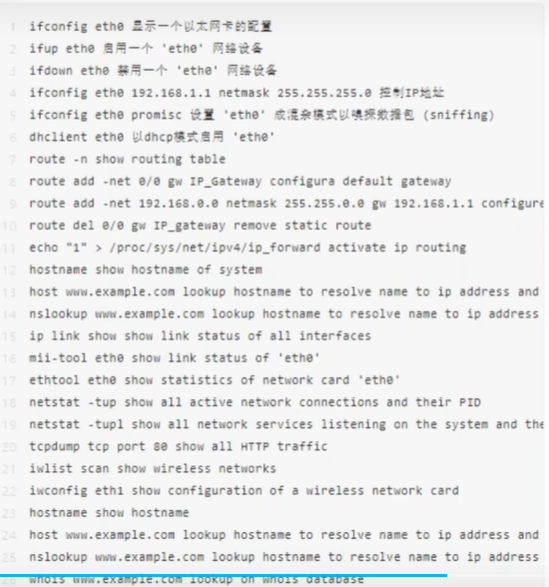 1 ifconfig eth0 显示一个以太网卡的配置
2 ifup eth0 启用一个 'eth0' 网络设备
3 ifdown eth0 禁用一个 'eth0' 网络设备
4 ifconfig eth0 192.168.1.1 netmask 255.255.255.0 控制IP地址
5 ifconfig eth0 promisc 设置 'eth0' 成混杂模式以嗅探数据包 (sniffing)
6 dhclient eth0 以dhcp模式启用 'eth0'
7 route -n show routing table
8 route add -net 0/0 gw IP_Gateway configura default gateway
9 route add -net 192.168.0.0 netmask 255.255.0.0 gw 192.168.1.1 configure
10 route del 0/0 gw IP_gateway remove static route
11 echo "1" > /proc/sys/net/ipv4/ip_forward activate ip routing
12 hostname show hostname of system
13 host www.example.com lookup hostname to resolve name to ip address and
14 nslookup www.example.com lookup hostname to resolve name to ip address
15 ip link show show link status of all interfaces
16 mii-tool eth0 show link status of 'eth0'
17 ethtool eth0 show statistics of network card 'eth0'
18 netstat -tup show all active network connections and their PID
19 netstat -tupl show all network services listening on the system and the
20 tcpdump tcp port 80 show all HTTP traffic
21 iwlist scan show wireless networks
22 iwconfig eth1 show configuration of a wireless network card
23 hostname show hostname
24 host www.example.com lookup hostname to resolve name to ip address and
25 nslookup www.example.com lookup hostname to resolve name to ip address
26 whois www.example.com lookup on whois database